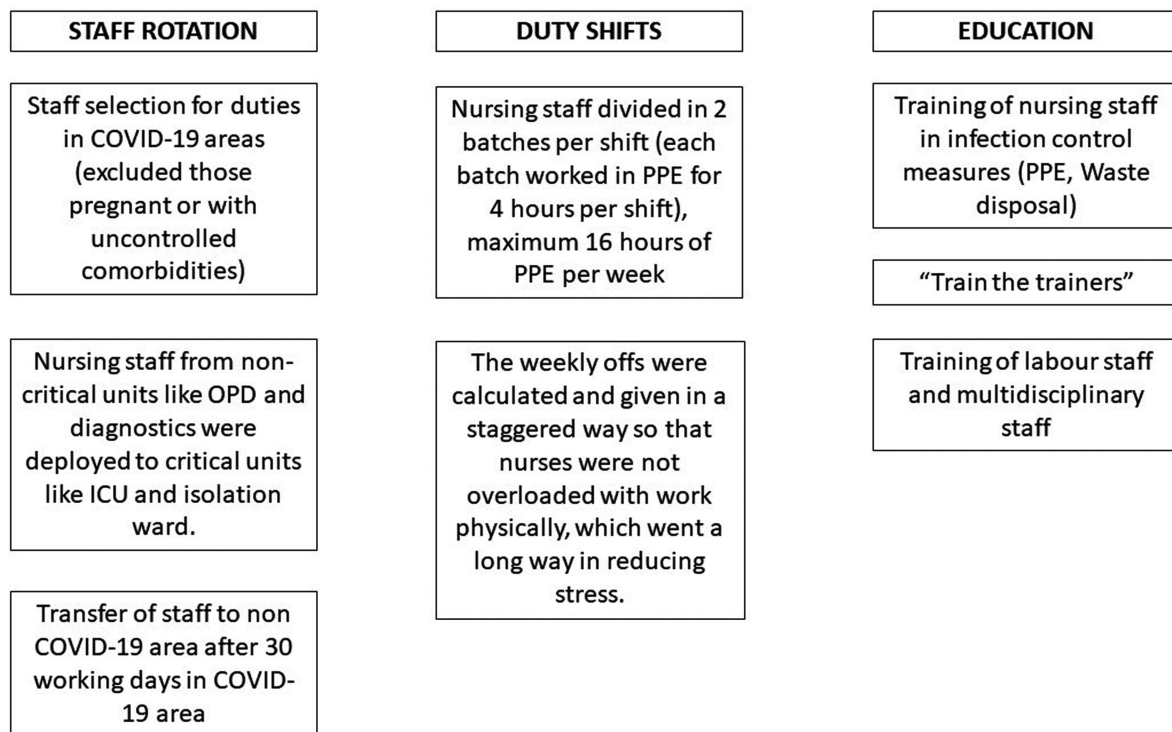 STAFF ROTATION
Staff selection for duties
in COVID-19 areas
(excluded those
pregnant or with
uncontrolled
comorbidities)
Nursing staff from non-
critical units like OPD and
diagnostics were
deployed to critical units
like ICU and isolation
ward.
Transfer of staff to non
COVID-19 area after 30
working days in COVID-
19 area
DUTY SHIFTS
Nursing staff divided in 2
batches per shift (each
batch worked in PPE for
4 hours per shift),
maximum 16 hours of
PPE per week
The weekly offs were
calculated and given in a
staggered way so that
nurses were not
overloaded with work
physically, which went a
long way in reducing
stress.
EDUCATION
Training of nursing staff
in infection control
measures (PPE, Waste
disposal)
“Train the trainers”
Training of labour staff
and multidisciplinary
staff